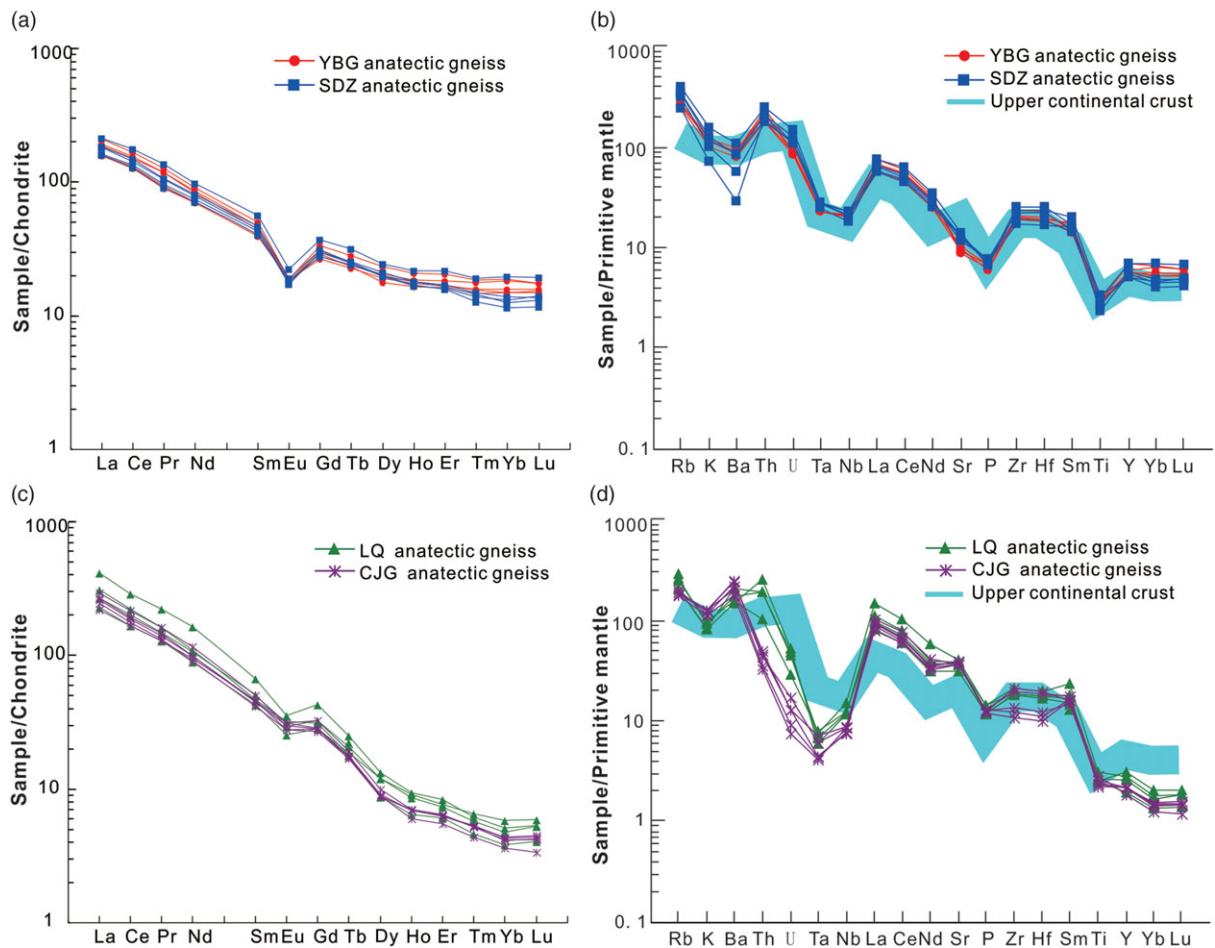 (a)
1000
100
10
1
Sample/Chondrite
YBG anatectic gneiss
SDZ anatectic gneiss
La Ce Pr Nd Sm Eu Gd Tb Dy Ho Er Tm Yb Lu
(b)
1000
100
10
1
0.1
Sample/Primitive mantle
YBG anatectic gneiss
SDZ anatectic gneiss
Upper continental crust
Rb K Ba Th U Ta Nb La Ce Nd Sr P Zr Hf Sm Ti Y Yb Lu
(c)
1000
100
10
1
Sample/Chondrite
LQ anatectic gneiss
CJG anatectic gneiss
La Ce Pr Nd Sm Eu Gd Tb Dy Ho Er Tm Yb Lu
(d)
1000
100
10
1
0.1
Sample/Primitive mantle
LQ anatectic gneiss
CJG anatectic gneiss
Upper continental crust
Rb K Ba Th U Ta Nb La Ce Nd Sr P Zr Hf Sm Ti Y Yb Lu